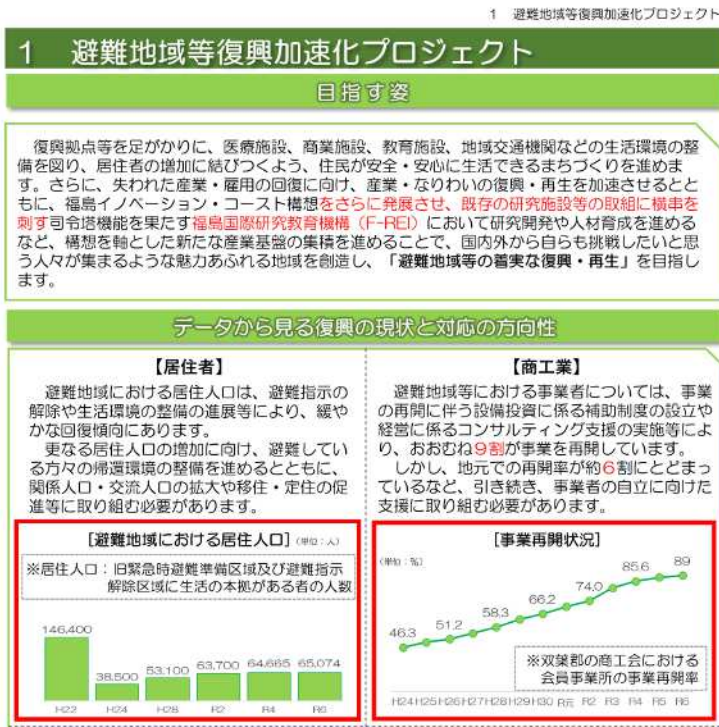 1 避難地域等復興加速化プロジェクト
1 避難地域等復興加速化プロジェクト
目指す姿
復興拠点等を足がかりに、医療施設、商業施設、教育施設、地域交通機関などの生活環境の整
備を図り、居住者の増加に結びつくよう、住民が安全・安心に生活できるまちづくりを進めま
す。さらに、失われた産業・雇用の回復に向け、産業・なりわいの復興・再生を加速させるとと
もに、福島イノベーション・コースト構想をさらに発展させ、既存の研究施設等の取組に横串を
刺す司令塔機能を果たす福島国際研究教育機構（F-REI）において研究開発や人材育成を進める
など、構想を軸とした新たな産業基盤の集積を進めることで、国内外から自らも挑戦したいと思
う人々が集まるような魅力あふれる地域を創造し、「避難地域等の着実な復興・再生」を目指し
ます。
データから見る復興の現状と対応の方向性
【居住者】
避難地域における居住人口は、避難指示の
解除や生活環境の整備の進展等により、緩や
かな回復傾向にあります。
更なる居住人口の増加に向け、避難してい
る方々の帰還環境の整備を進めるとともに、
関係人口・交流人口の拡大や移住・定住の促
進等に取り組む必要があります。
[避難地域における居住人口]（単位：人）
※居住人口：旧緊急時避難準備区域及び避難指示
解除区域に生活の本拠がある者の人数
146,400 38,500 53,100 63,700 64,665 65,074
H22 H24 H28 R2 R4 R6
【商工業】
避難地域等における事業者については、事業
の再開に伴う設備投資に係る補助制度の設立や
経営に係るコンサルティング支援の実施等によ
り、おおむね9割が事業を再開しています。
しかし、地元での再開率が約6割にとどまっ
ているなど、引き続き、事業者の自立に向けた
支援に取り組む必要があります。
[事業再開状況]
（単位：%）
46.3 51.2 58.3 66.2 74.0 85.6 89
※双葉郡の商工会における
会員事業所の事業再開率
H24 H25 H26 H27 H28 H29 H30 R元 R2 R3 R4 R5 R6